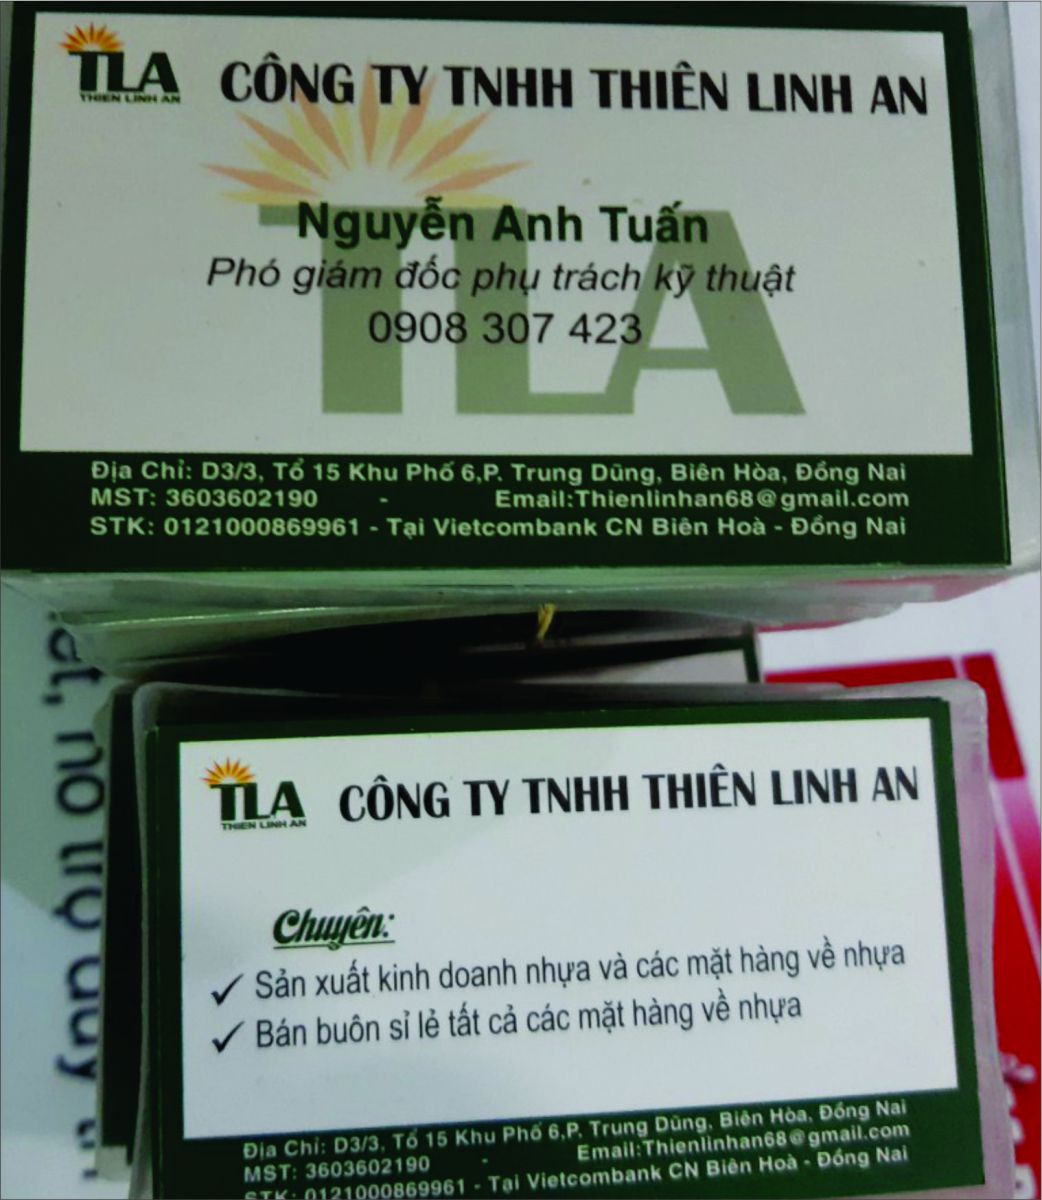 TLA
THIEN LINH AN
CÔNG TY TNHH THIÊN LINH AN
TLA
Nguyễn Anh Tuấn
Phó giám đốc phụ trách kỹ thuật
0908 307 423
Địa Chỉ: D3/3, Tổ 15 Khu Phố 6,P. Trung Dũng, Biên Hòa, Đồng Nai
MST: 3603602190 - Email:Thienlinhan68@gmail.com
STK: 0121000869961 - Tại Vietcombank CN Biên Hoà - Đồng Nai
TLA
THIEN LINH AN
CÔNG TY TNHH THIÊN LINH AN
Chuyên:
✓ Sản xuất kinh doanh nhựa và các mặt hàng về nhựa
✓ Bán buôn sỉ lẻ tất cả các mặt hàng về nhựa
Địa Chỉ: D3/3, Tổ 15 Khu Phố 6,P. Trung Dũng, Biên Hòa, Đồng Nai
MST: 3603602190 - Email:Thienlinhan68@gmail.com
STK: 0121000869961 - Tại Vietcombank CN Biên Hoà - Đồng Nai